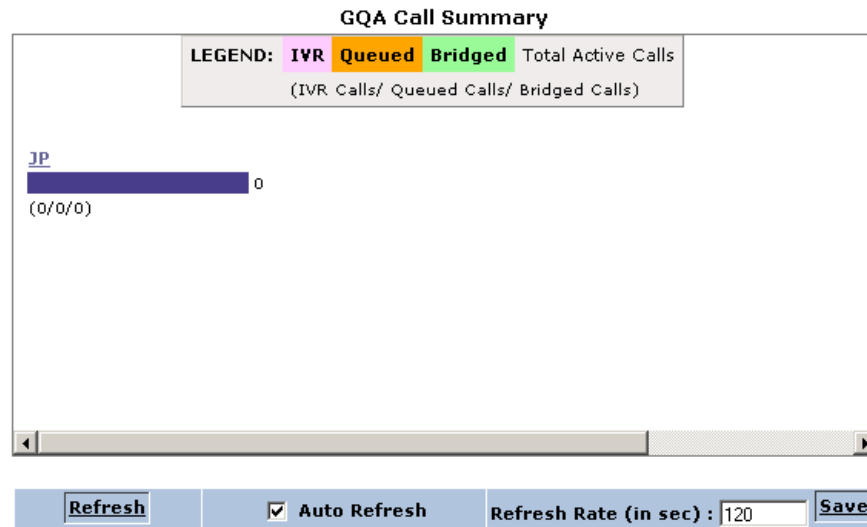 GQA Call Summary
LEGEND: IVR Queued Bridged Total Active Calls
(IVR Calls/ Queued Calls/ Bridged Calls)
JP
0
(0/0/0)
Refresh Auto Refresh Refresh Rate (in sec) : 120 Save